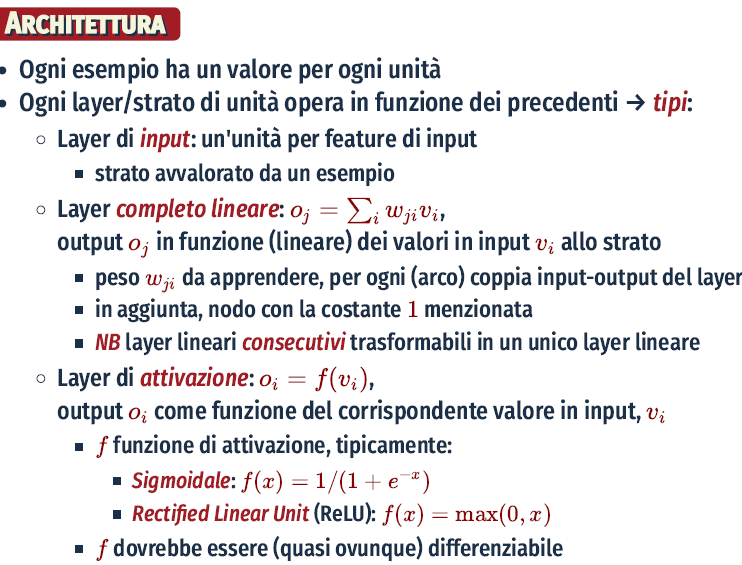 ARCHITETTURA
• Ogni esempio ha un valore per ogni unità
• Ogni layer/strato di unità opera in funzione dei precedenti → tipi:
◦ Layer di input: un'unità per feature di input
▪ strato avvalorato da un esempio
◦ Layer completo lineare: $o_j = \sum_i w_{ji} v_i$,
output $o_j$ in funzione (lineare) dei valori in input $v_i$ allo strato
▪ peso $w_{ji}$ da apprendere, per ogni (arco) coppia input-output del layer
▪ in aggiunta, nodo con la costante 1 menzionata
▪ NB layer lineari consecutivi trasformabili in un unico layer lineare
◦ Layer di attivazione: $o_i = f(v_i)$,
output $o_i$ come funzione del corrispondente valore in input, $v_i$
▪ $f$ funzione di attivazione, tipicamente:
▪ Sigmoidale: $f(x) = 1/(1 + e^{-x})$
▪ Rectified Linear Unit (ReLU): $f(x) = \max(0, x)$
▪ $f$ dovrebbe essere (quasi ovunque) differenziabile